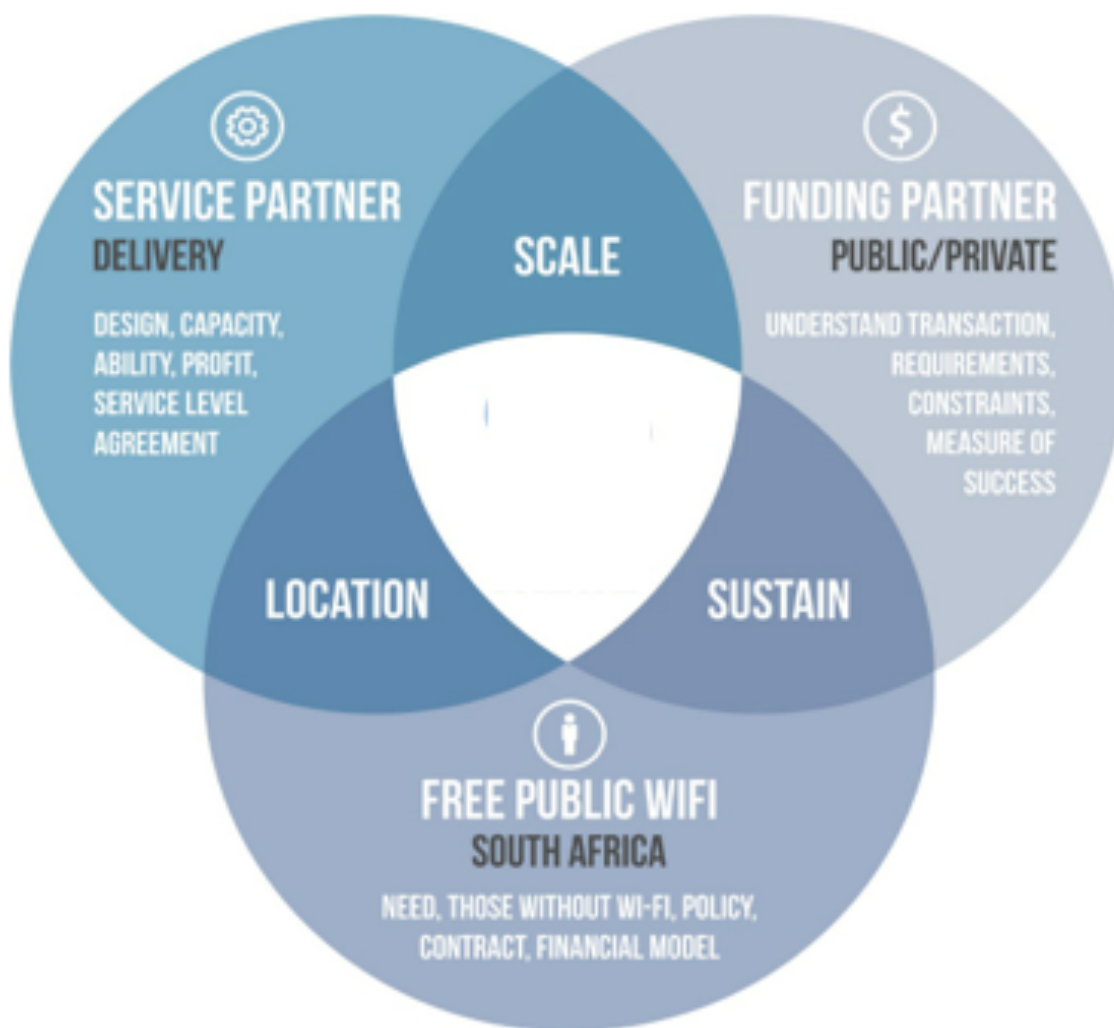 SERVICE PARTNER
DELIVERY
DESIGN, CAPACITY,
ABILITY, PROFIT,
SERVICE LEVEL
AGREEMENT
SCALE
$
FUNDING PARTNER
PUBLIC/PRIVATE
UNDERSTAND TRANSACTION,
REQUIREMENTS,
CONSTRAINTS,
MEASURE OF
SUCCESS
LOCATION
SUSTAIN
FREE PUBLIC WIFI
SOUTH AFRICA
NEED, THOSE WITHOUT WI-FI, POLICY,
CONTRACT, FINANCIAL MODEL